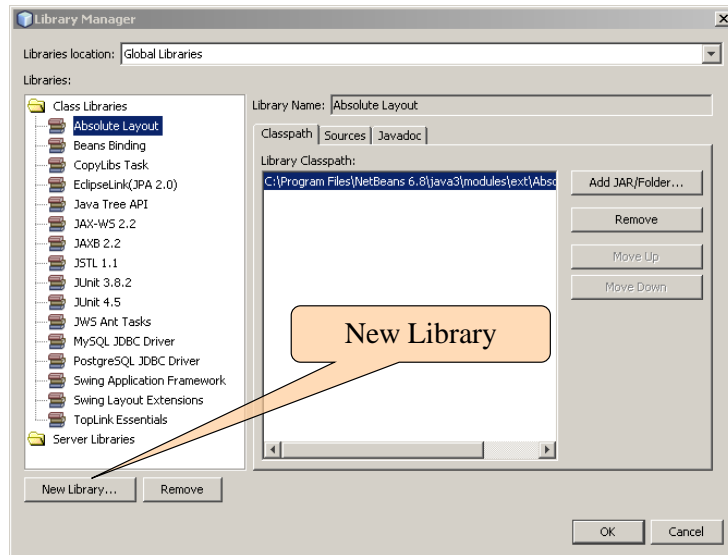 Library Manager
Libraries location: Global Libraries
Libraries:
Class Libraries
Absolute Layout
Beans Binding
CopyLibs Task
EclipseLink(JPA 2.0)
Java Tree API
JAX-WS 2.2
JAXB 2.2
JSTL 1.1
JUnit 3.8.2
JUnit 4.5
JWS Ant Tasks
MySQL JDBC Driver
PostgreSQL JDBC Driver
Swing Application Framework
Swing Layout Extensions
TopLink Essentials
Server Libraries
New Library... Remove
Library Name: Absolute Layout
Classpath Sources Javadoc
Library Classpath:
C:\Program Files\NetBeans 6.8\java3\modules\ext\Absc
Add JAR/Folder...
Remove
Move Up
Move Down
New Library
OK Cancel